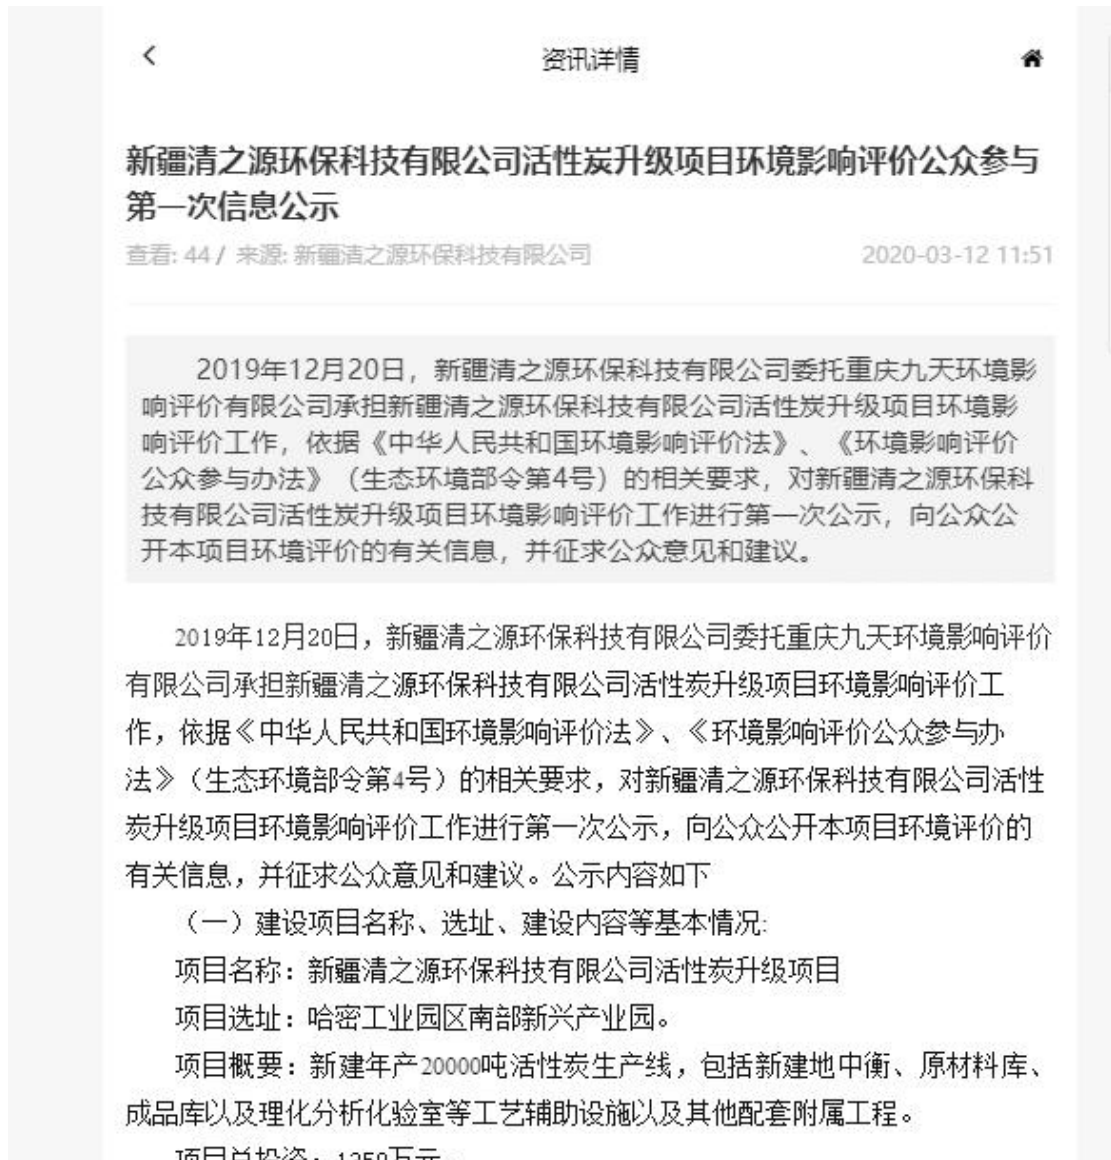 资讯详情
新疆清之源环保科技有限公司活性炭升级项目环境影响评价公众参与
第一次信息公示
查看: 44 / 来源: 新疆清之源环保科技有限公司 2020-03-12 11:51
2019年12月20日，新疆清之源环保科技有限公司委托重庆九天环境影
响评价有限公司承担新疆清之源环保科技有限公司活性炭升级项目环境影
响评价工作，依据《中华人民共和国环境影响评价法》、《环境影响评价
公众参与办法》（生态环境部令第4号）的相关要求，对新疆清之源环保科
技有限公司活性炭升级项目环境影响评价工作进行第一次公示，向公众公
开本项目环境评价的有关信息，并征求公众意见和建议。
2019年12月20日，新疆清之源环保科技有限公司委托重庆九天环境影响评价
有限公司承担新疆清之源环保科技有限公司活性炭升级项目环境影响评价工
作，依据《中华人民共和国环境影响评价法》、《环境影响评价公众参与办
法》（生态环境部令第4号）的相关要求，对新疆清之源环保科技有限公司活性
炭升级项目环境影响评价工作进行第一次公示，向公众公开本项目环境评价的
有关信息，并征求公众意见和建议。公示内容如下
（一）建设项目名称、选址、建设内容等基本情况:
项目名称：新疆清之源环保科技有限公司活性炭升级项目
项目选址：哈密工业园区南部新兴产业园。
项目概要：新建年产20000吨活性炭生产线，包括新建地中衡、原材料库、
成品库以及理化分析化验室等工艺辅助设施以及其他配套附属工程。
项目总投资：1250万元。